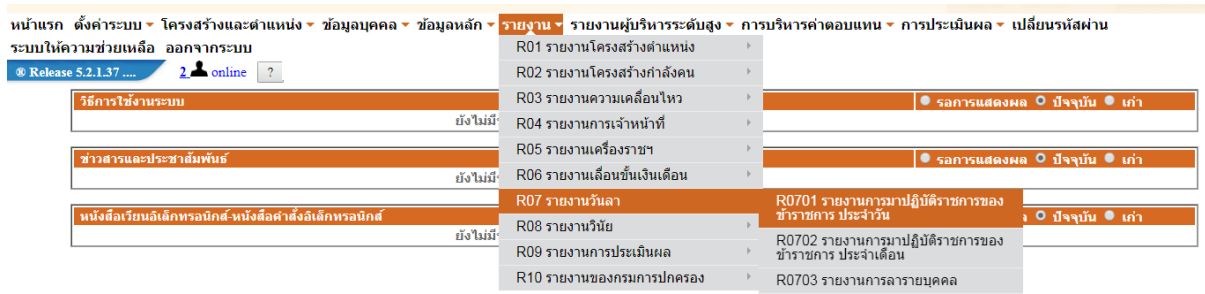 หน้าแรก ตั้งค่าระบบ โครงสร้างและตำแหน่ง ข้อมูลบุคคล ข้อมูลหลัก รายงาน รายงานผู้บริหารระดับสูง การบริหารค่าตอบแทน การประเมินผล เปลี่ยนรหัสผ่าน
ระบบให้ความช่วยเหลือ ออกจากระบบ
® Release 5.2.1.37 .... 2 online ?
R01 รายงานโครงสร้างตำแหน่ง
R02 รายงานโครงสร้างกำลังคน
R03 รายงานความเคลื่อนไหว
R04 รายงานการเจ้าหน้าที่
R05 รายงานเครื่องราชฯ
R06 รายงานเลื่อนขั้นเงินเดือน
R07 รายงานวันลา
R08 รายงานวินัย
R09 รายงานการประเมินผล
R10 รายงานของกรมการปกครอง
R0701 รายงานการมาปฏิบัติราชการของ
ข้าราชการ ประจำวัน
R0702 รายงานการมาปฏิบัติราชการของ
ข้าราชการ ประจำเดือน
R0703 รายงานการลารายบุคคล
วิธีการใช้งานระบบ รอการแสดงผล ปัจจุบัน เก่า
ยังไม่มี
ข่าวสารและประชาสัมพันธ์ รอการแสดงผล ปัจจุบัน เก่า
ยังไม่มี
หนังสือเวียนอิเล็กทรอนิกส์-หนังสือคำสั่งอิเล็กทรอนิกส์ ปัจจุบัน เก่า
ยังไม่มี